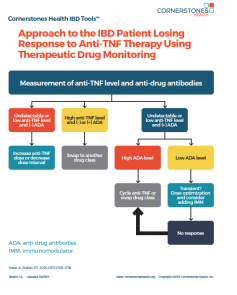 CORNERSTONES
HEALTH
Cornerstones Health IBD Tools™
Approach to the IBD Patient Losing
Response to Anti-TNF Therapy Using
Therapeutic Drug Monitoring
Measurement of anti-TNF level and anti-drug antibodies
Undetectable or
low anti-TNF level
and (-) ADA
High anti-TNF level
and (-) or (+) ADA
Undetectable or
low anti-TNF level
and (+) ADA
Increase anti-TNF
dose or decrease
dose interval
Swap to another
drug class
High ADA level
Low ADA level
Cycle anti-TNF or
swap drug class
Transient?
Dose optimization and
consider adding IMM
No response
ADA, anti-drug antibodies
IMM, immunomodulator
www.cornerstoneshealth.org